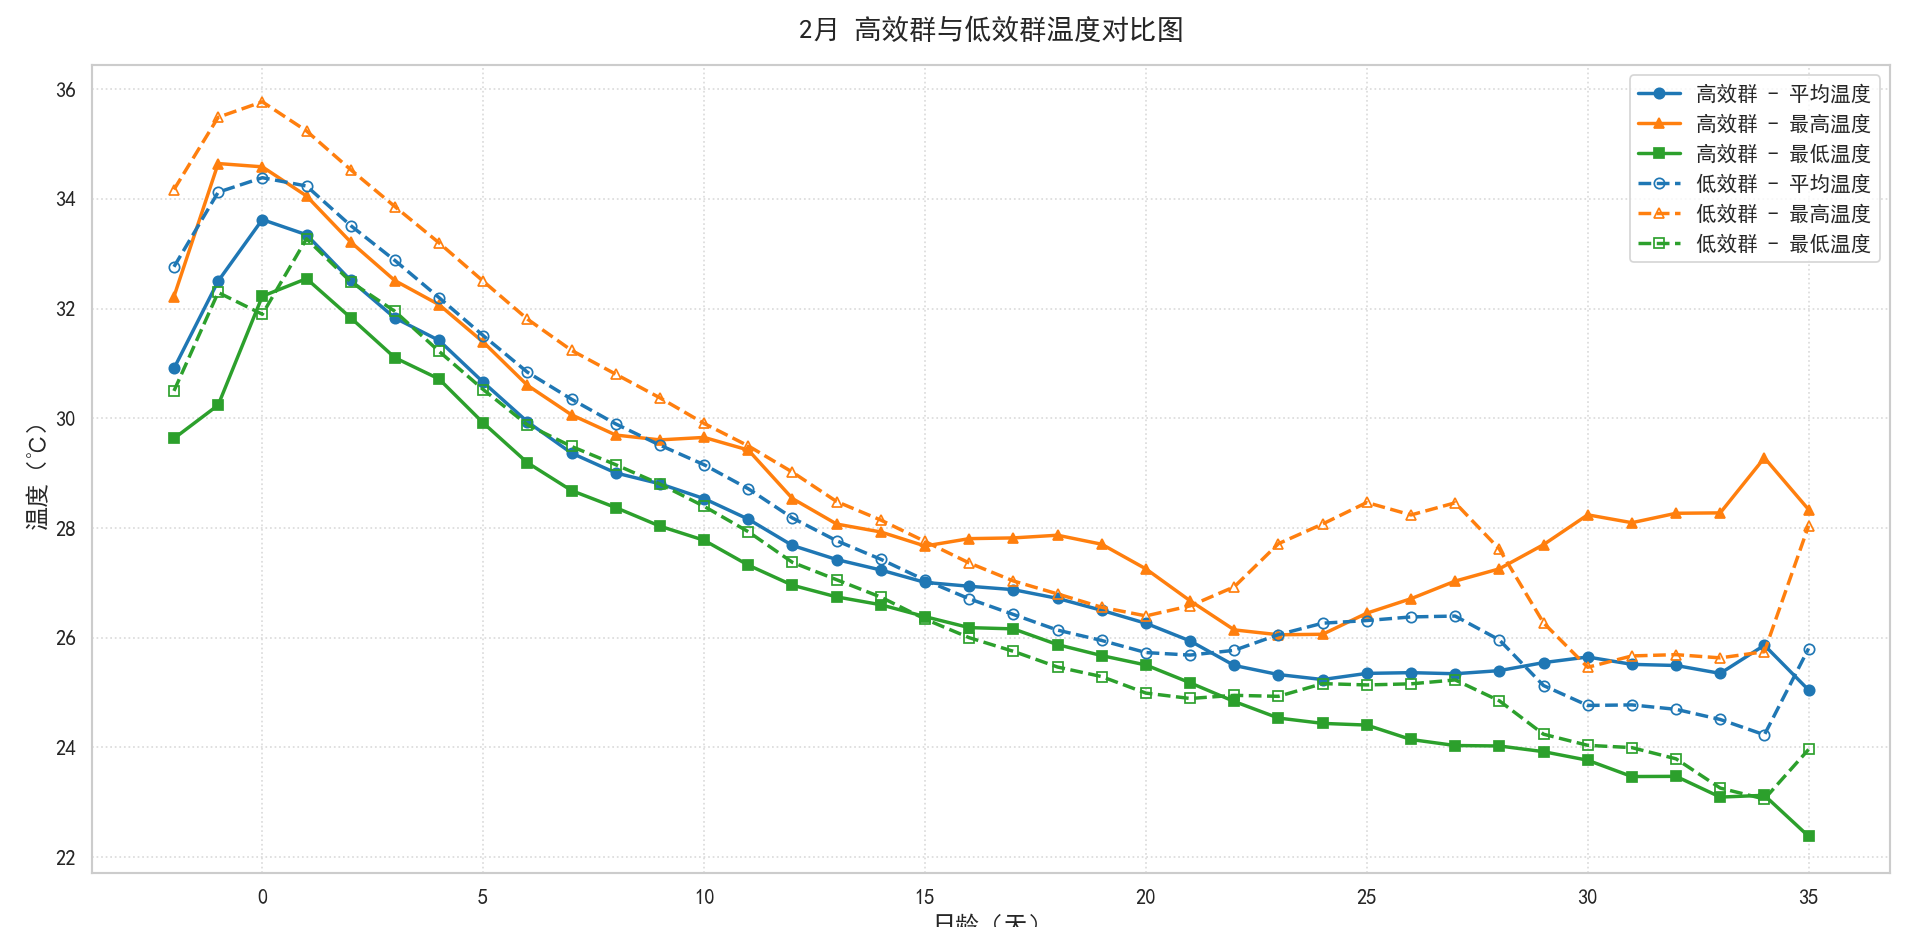 2月 高效群与低效群温度对比图
高效群 - 平均温度
高效群 - 最高温度
高效群 - 最低温度
低效群 - 平均温度
低效群 - 最高温度
低效群 - 最低温度
温度（°C）
36
34
32
30
28
26
24
22
0 5 10 15 20 25 30 35
日龄（天）